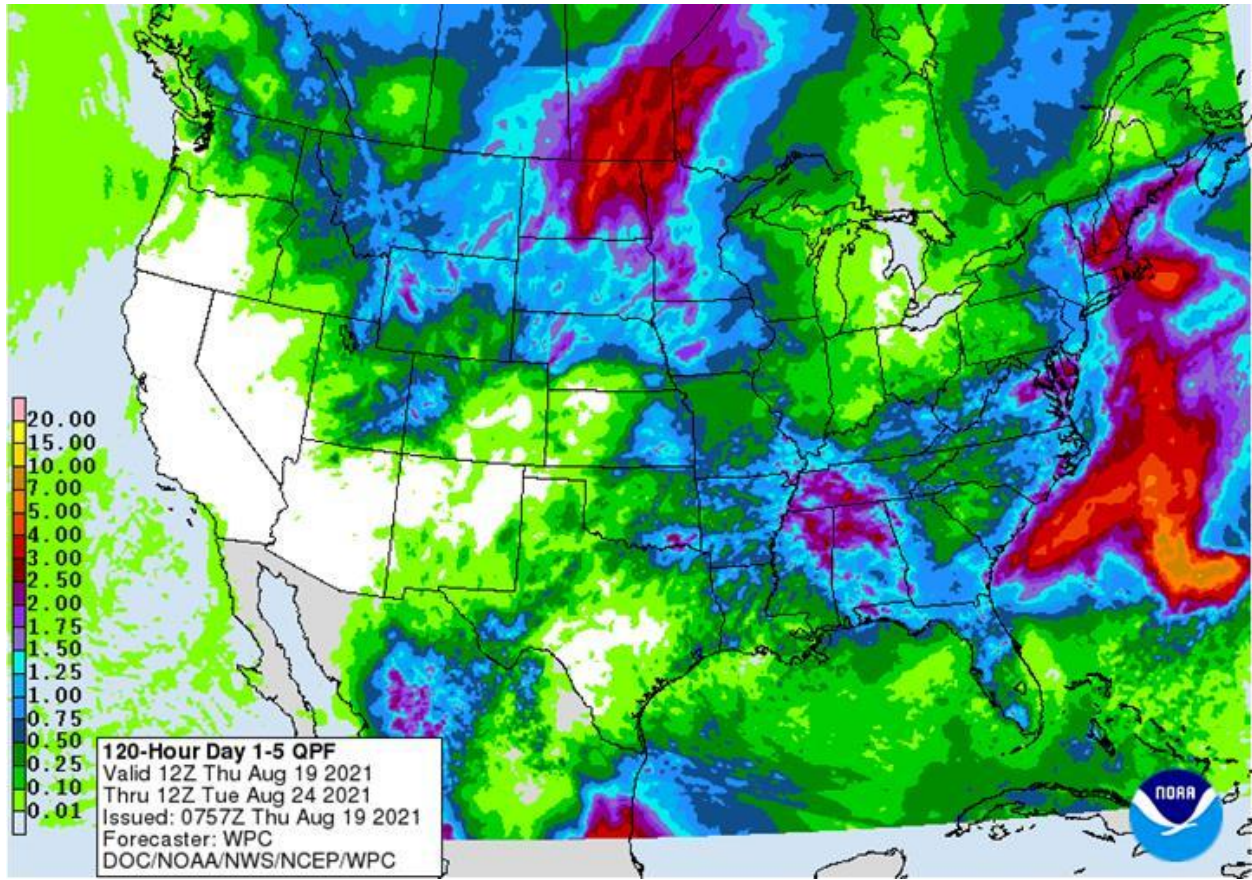 20.00
15.00
10.00
7.00
5.00
4.00
3.00
2.50
2.00
1.75
1.50
1.25
1.00
0.75
0.50
0.25
0.10
0.01
120-Hour Day 1-5 QPF
Valid 12Z Thu Aug 19 2021
Thru 12Z Tue Aug 24 2021
Issued: 0757Z Thu Aug 19 2021
Forecaster: WPC
DOC/NOAA/NWS/NCEP/WPC
NOAA